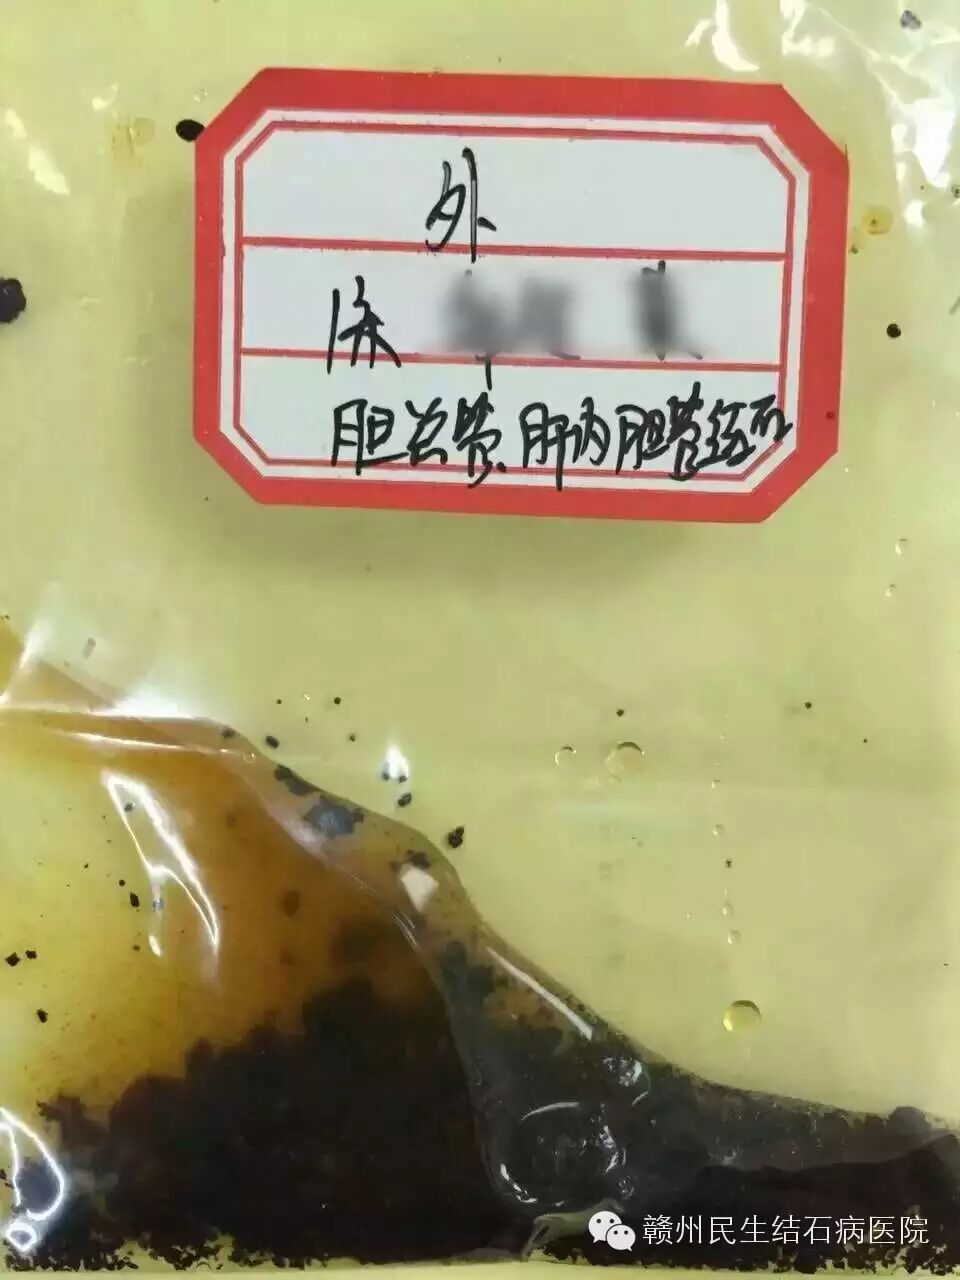 外
胆总管、肝内胆管结石
赣州民生结石病医院